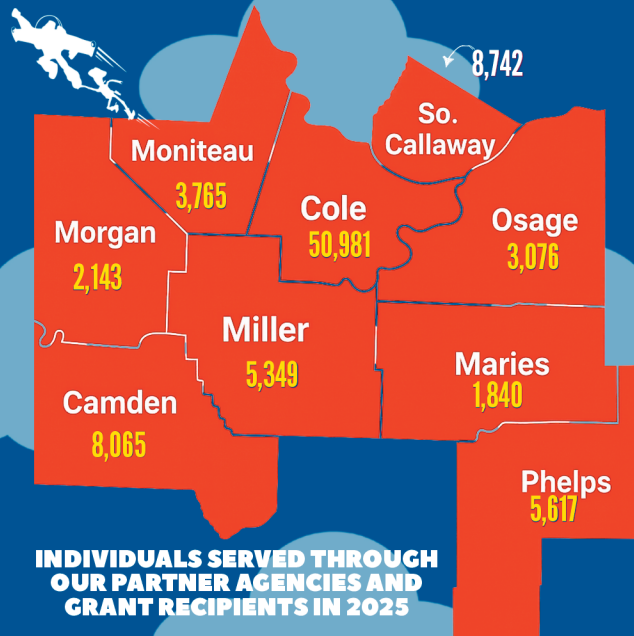 8,742
So.
Callaway
Moniteau
3,765
Cole
50,981
Osage
3,076
Morgan
2,143
Miller
5,349
Maries
1,840
Camden
8,065
Phelps
5,617
INDIVIDUALS SERVED THROUGH
OUR PARTNER AGENCIES AND
GRANT RECIPIENTS IN 2025